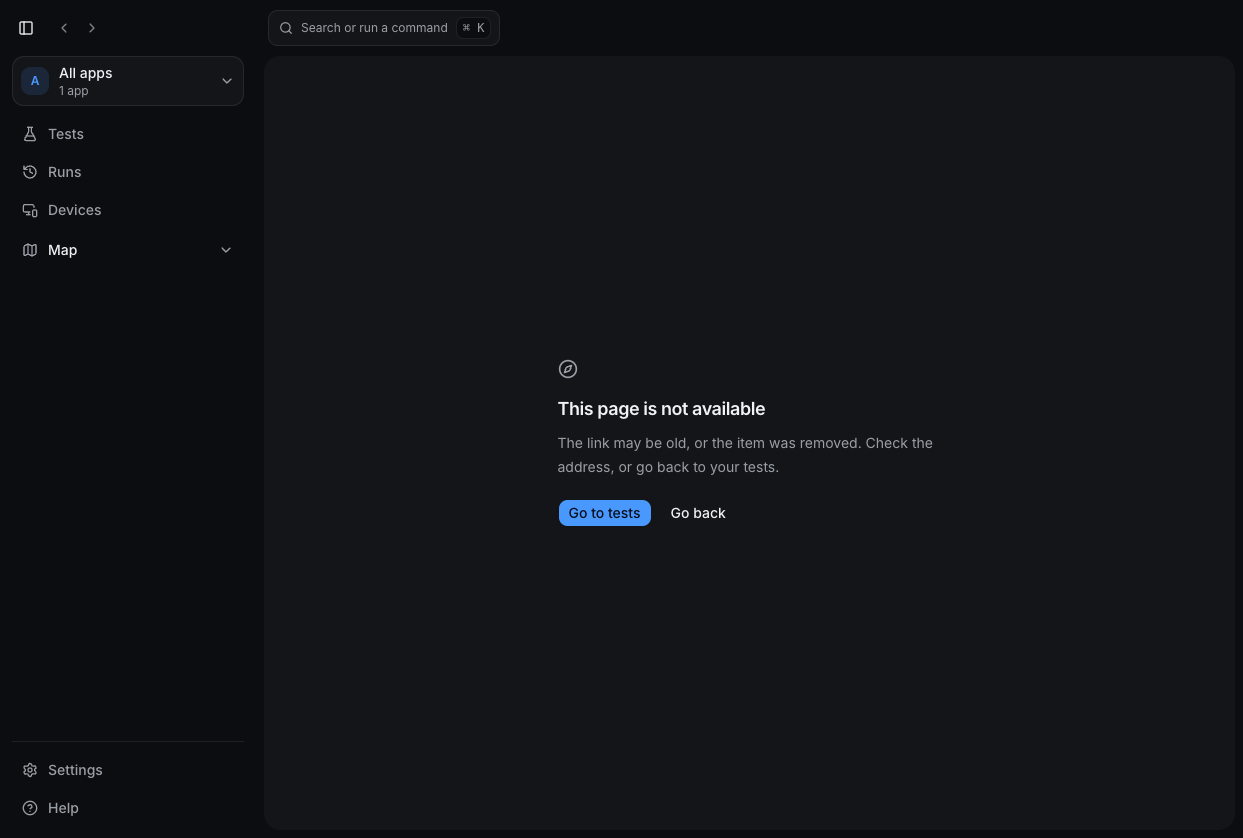 Search or run a command ⌘ K
A
All apps
1 app
Tests
Runs
Devices
Map
This page is not available
The link may be old, or the item was removed. Check the
address, or go back to your tests.
Go to tests Go back
Settings
Help